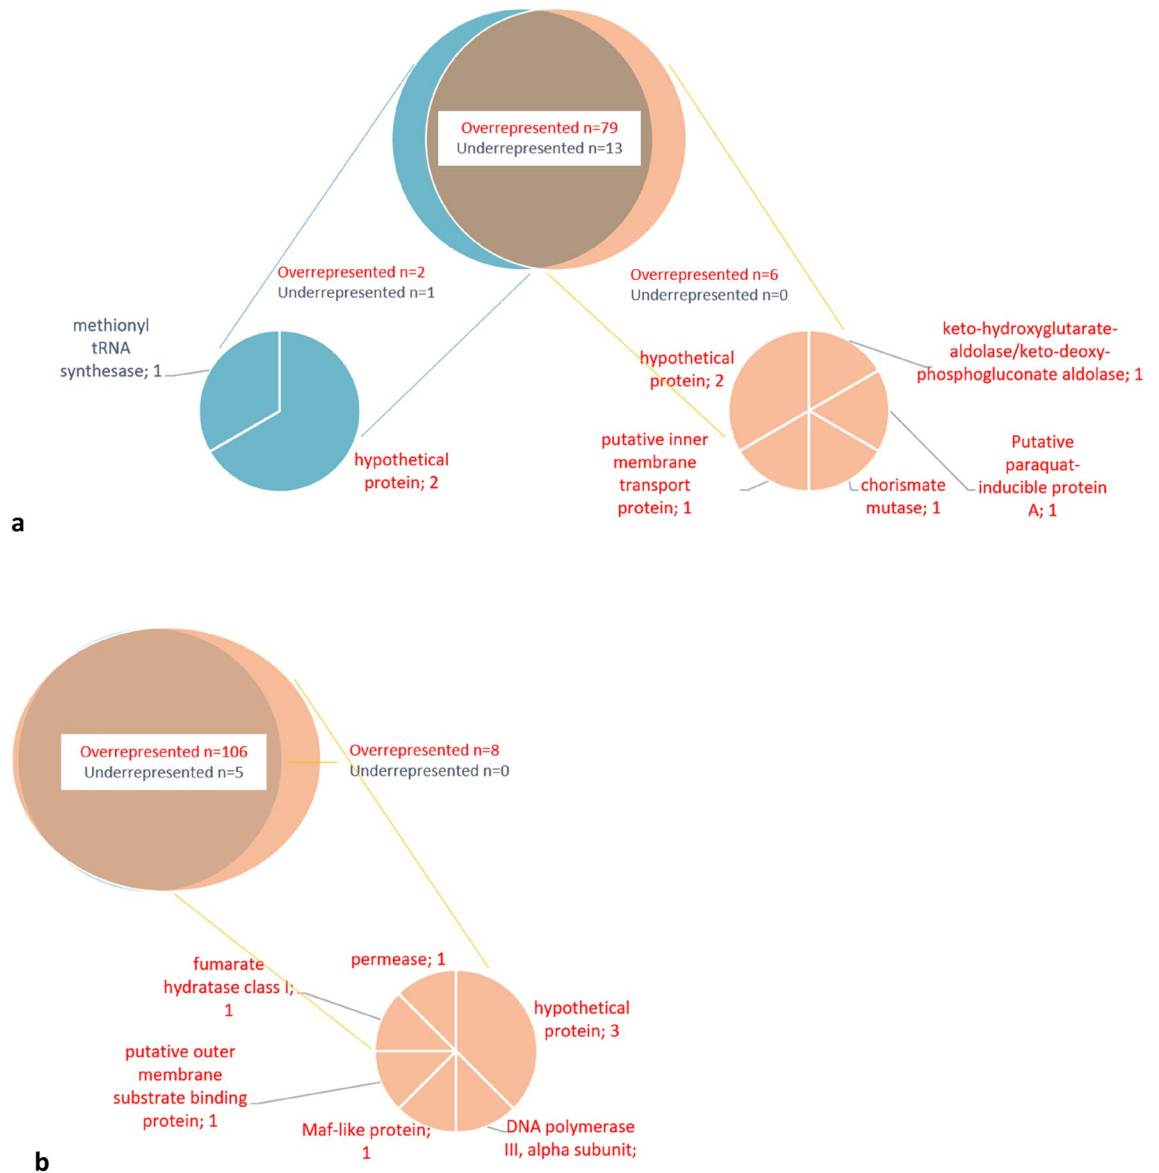 Overrepresented n=79
Underrepresented n=13
Overrepresented n=2
Underrepresented n=1
Overrepresented n=6
Underrepresented n=0
methionyl
tRNA
synthesase; 1
hypothetical
protein; 2
hypothetical
protein; 2
keto-hydroxyglutarate-
aldolase/keto-deoxy-
phosphogluconate aldolase; 1
putative inner
membrane
transport
protein; 1
chorismate
mutase; 1
Putative
paraquat-
inducible protein
A; 1
a
Overrepresented n=106
Underrepresented n=5
Overrepresented n=8
Underrepresented n=0
fumarate
hydratase class I;
1
permease; 1
hypothetical
protein; 3
putative outer
membrane
substrate binding
protein; 1
Maf-like protein;
1
DNA polymerase
III, alpha subunit;
b